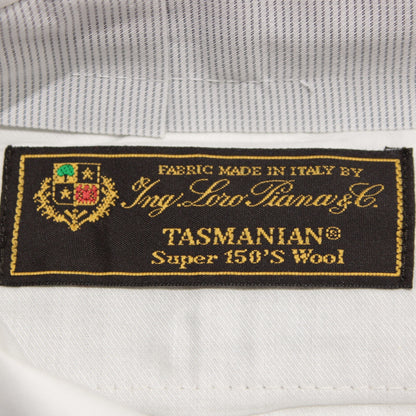 FABRIC MADE IN ITALY BY
Ing. Loro Piana & C.
TASMANIAN®
Super 150'S Wool